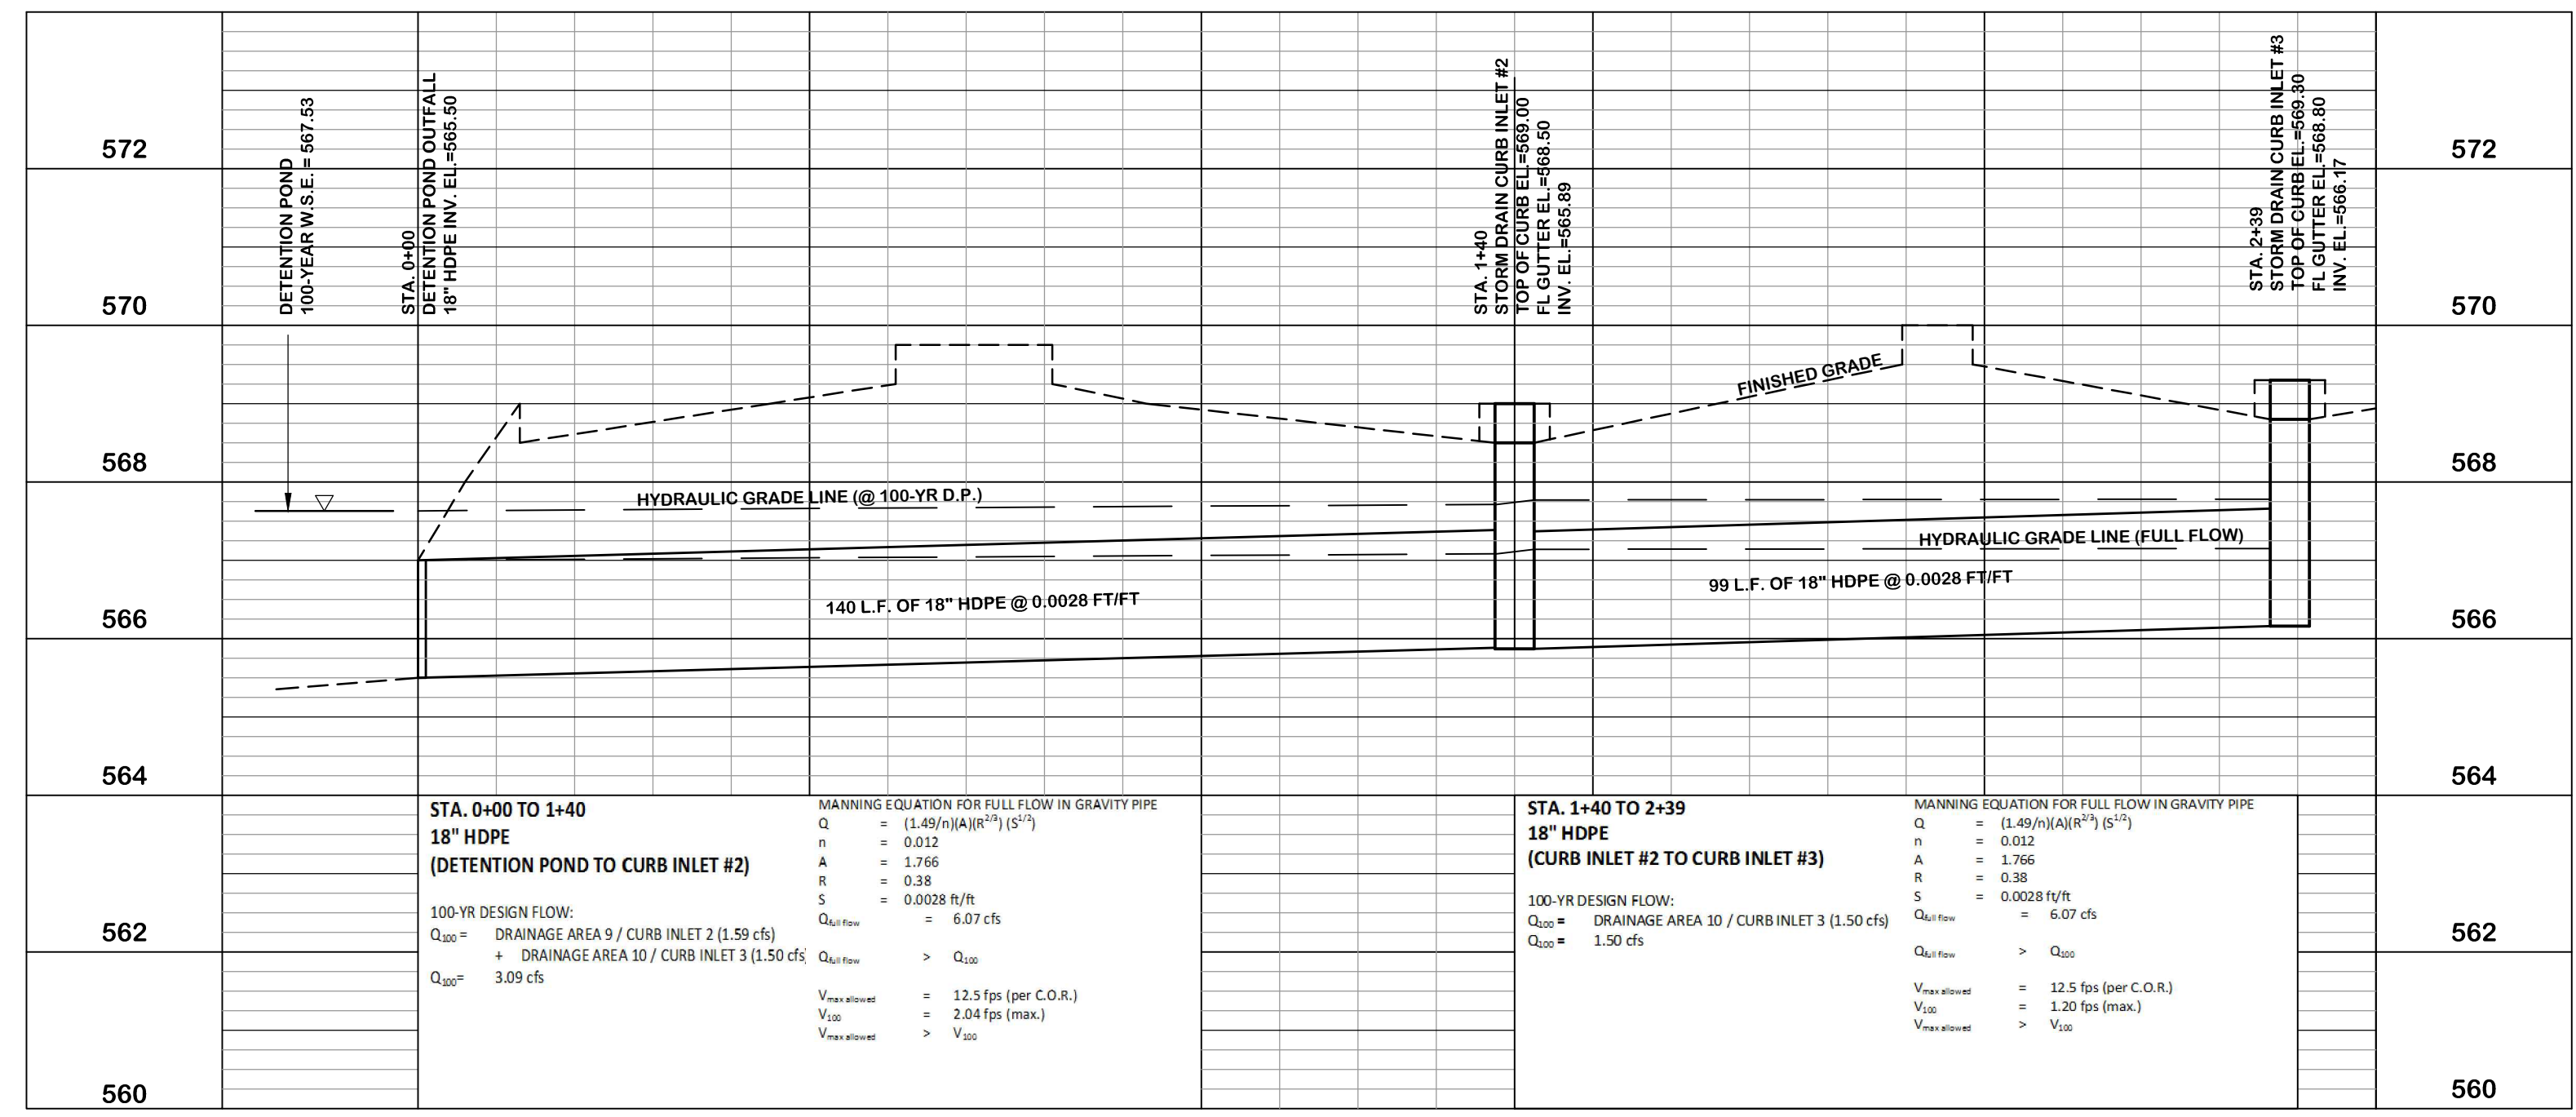 572
570
568
566
564
562
560
DETENTION POND
100-YEAR W.S.E. = 567.53
STA. 0+00
DETENTION POND OUTFALL
18" HDPE INV. EL.=565.50
STA. 1+40
STORM DRAIN CURB INLET #2
TOP OF CURB EL.=569.00
FL GUTTER EL.=568.50
INV. EL.=565.89
STA. 2+39
STORM DRAIN CURB INLET #3
TOP OF CURB EL.=569.30
FL GUTTER EL.=568.80
INV. EL.=566.17
572
570
568
566
564
562
560
FINISHED GRADE
HYDRAULIC GRADE LINE (@ 100-YR D.P.)
HYDRAULIC GRADE LINE (FULL FLOW)
140 L.F. OF 18" HDPE @ 0.0028 FT/FT
99 L.F. OF 18" HDPE @ 0.0028 FT/FT
STA. 0+00 TO 1+40
18" HDPE
(DETENTION POND TO CURB INLET #2)
100-YR DESIGN FLOW:
Q100 = DRAINAGE AREA 9 / CURB INLET 2 (1.59 cfs)
+ DRAINAGE AREA 10 / CURB INLET 3 (1.50 cfs)
Q100= 3.09 cfs
MANNING EQUATION FOR FULL FLOW IN GRAVITY PIPE
Q = (1.49/n)(A)(R2/3) (S1/2)
n = 0.012
A = 1.766
R = 0.38
S = 0.0028 ft/ft
Qfull flow = 6.07 cfs
Qfull flow > Q100
Vmax allowed = 12.5 fps (per C.O.R.)
V100 = 2.04 fps (max.)
Vmax allowed > V100
STA. 1+40 TO 2+39
18" HDPE
(CURB INLET #2 TO CURB INLET #3)
100-YR DESIGN FLOW:
Q100 = DRAINAGE AREA 10 / CURB INLET 3 (1.50 cfs)
Q100 = 1.50 cfs
MANNING EQUATION FOR FULL FLOW IN GRAVITY PIPE
Q = (1.49/n)(A)(R2/3) (S1/2)
n = 0.012
A = 1.766
R = 0.38
S = 0.0028 ft/ft
Qfull flow = 6.07 cfs
Qfull flow > Q100
Vmax allowed = 12.5 fps (per C.O.R.)
V100 = 1.20 fps (max.)
Vmax allowed > V100